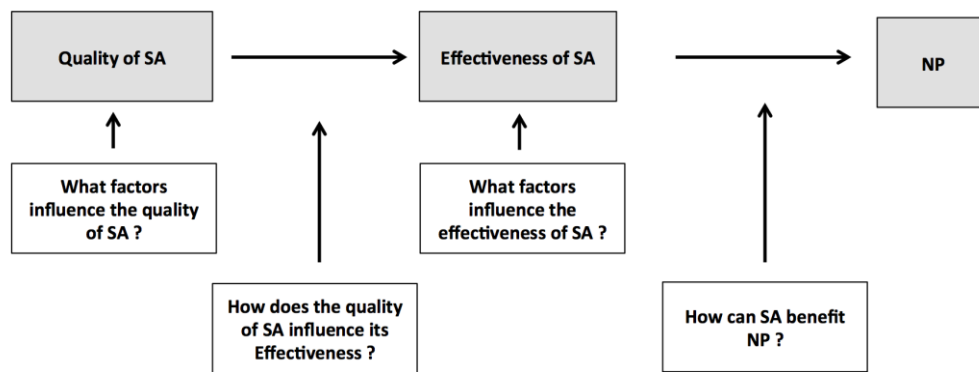 Quality of SA
Effectiveness of SA
NP
What factors
influence the quality
of SA ?
What factors
influence the
effectiveness of SA ?
How does the quality
of SA influence its
Effectiveness ?
How can SA benefit
NP ?